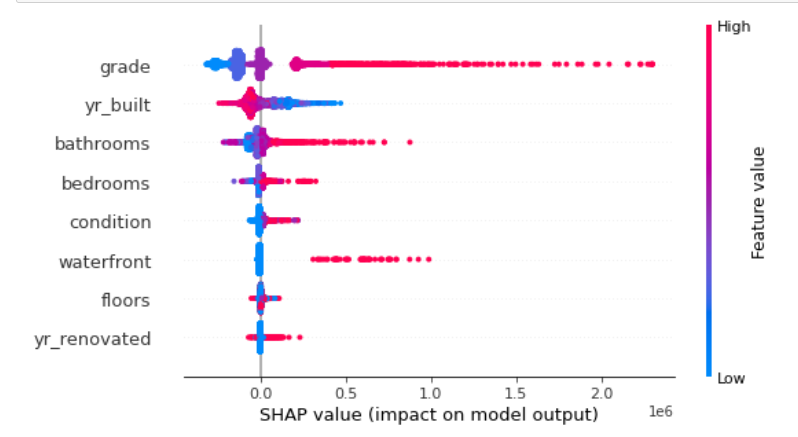 High
grade
yr_built
bathrooms
bedrooms
condition
waterfront
floors
yr_renovated
Feature value
Low
0.0 0.5 1.0 1.5 2.0
1e6
SHAP value (impact on model output)